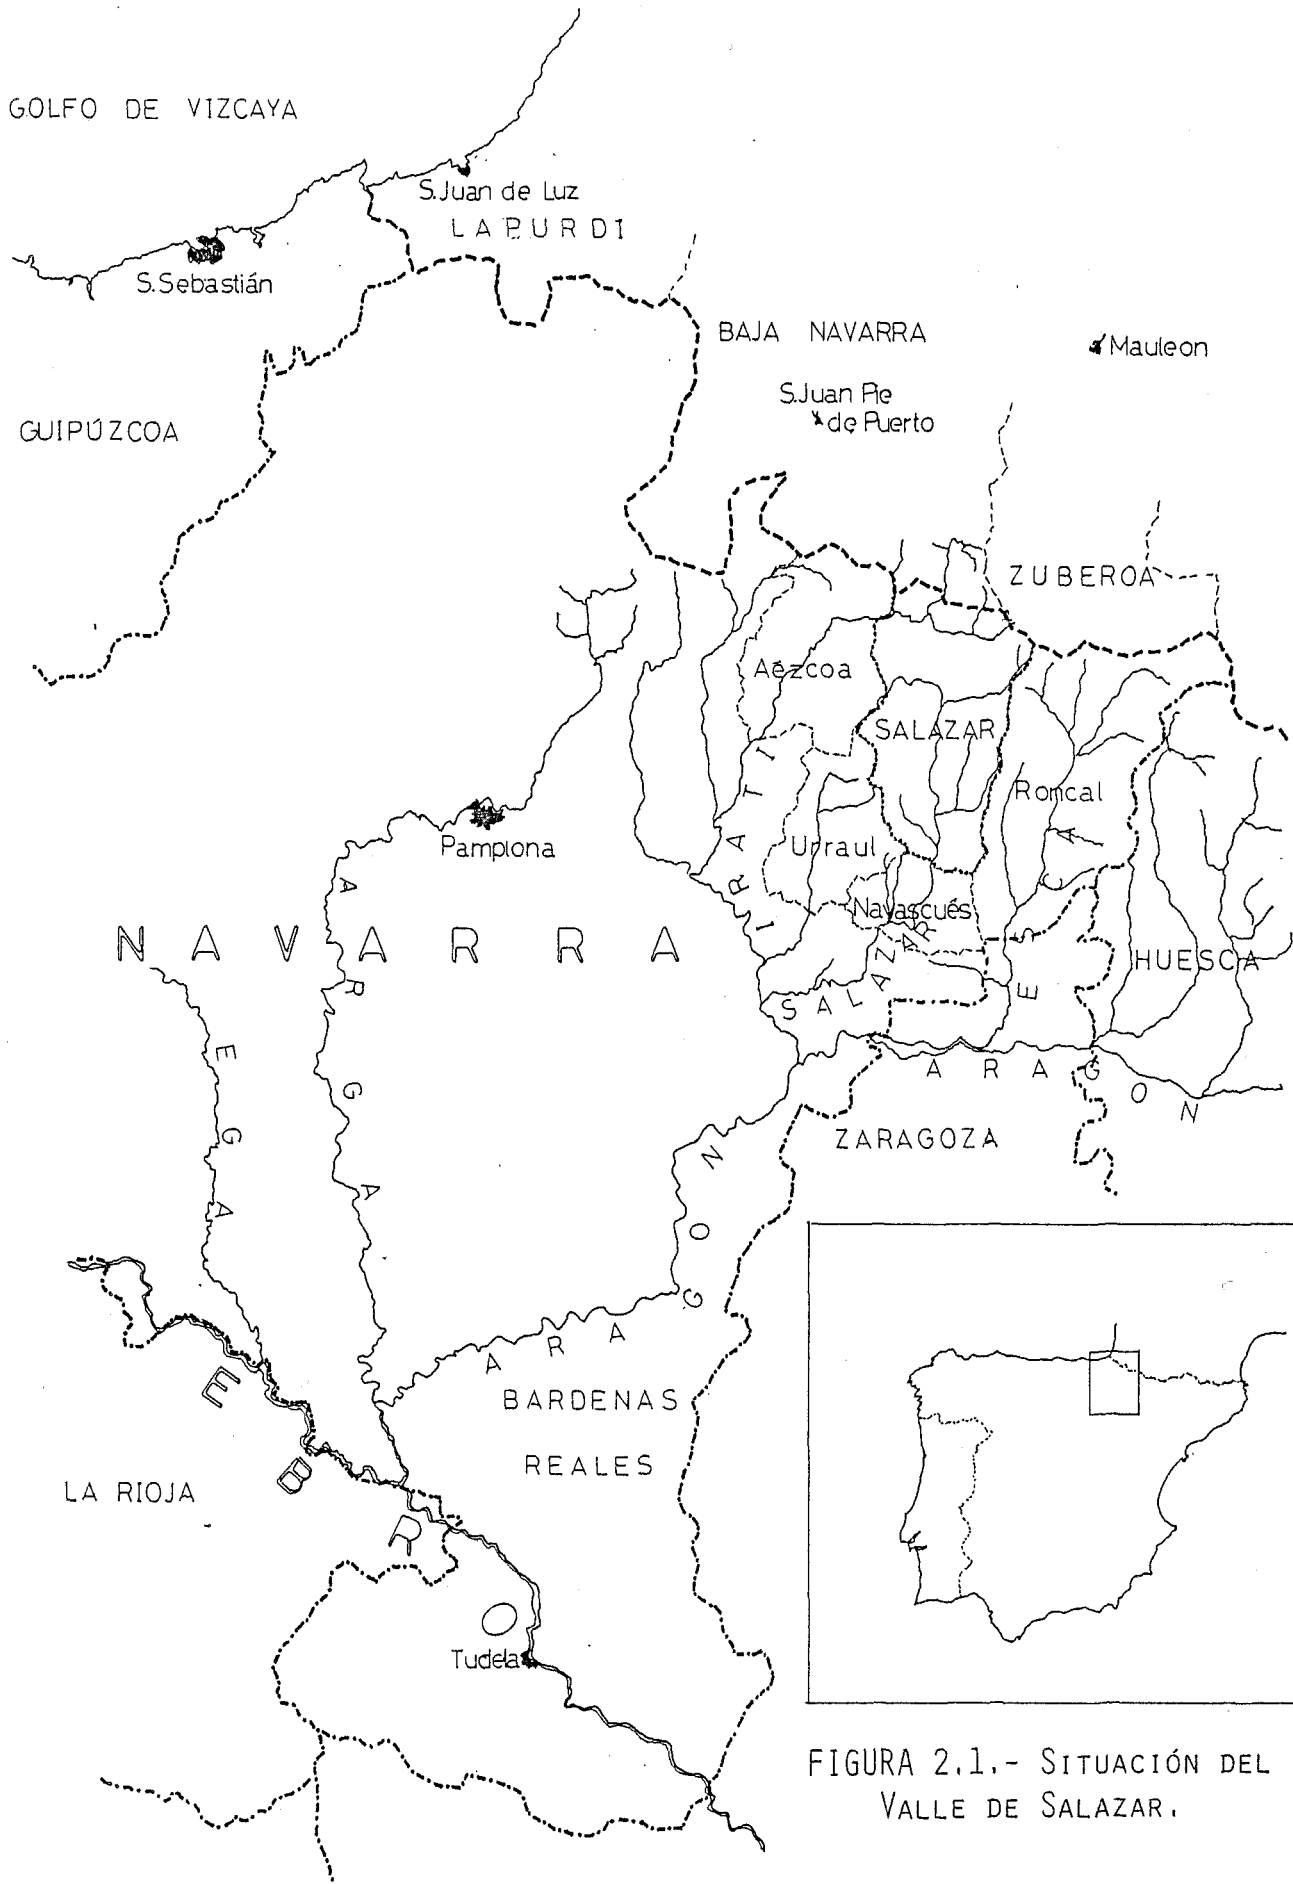 GOLFO DE VIZCAYA
S.Juan de Luz
LAPURDI
S.Sebastián
BAJA NAVARRA
Mauleon
S.Juan Pie
de Puerto
GUIPÚZCOA
ZUBEROA
Aézcoa
SALAZAR
IRATI
Roncal
Urraul
Pamplona
Navascués
NAVARRA
ESCA
HUESCA
SALAZAR
ARGA
EGA
ARAGON
ZARAGOZA
ARAGON
BARDENAS
REALES
EBRO
LA RIOJA
Tudela
FIGURA 2.1.- SITUACIÓN DEL
VALLE DE SALAZAR.